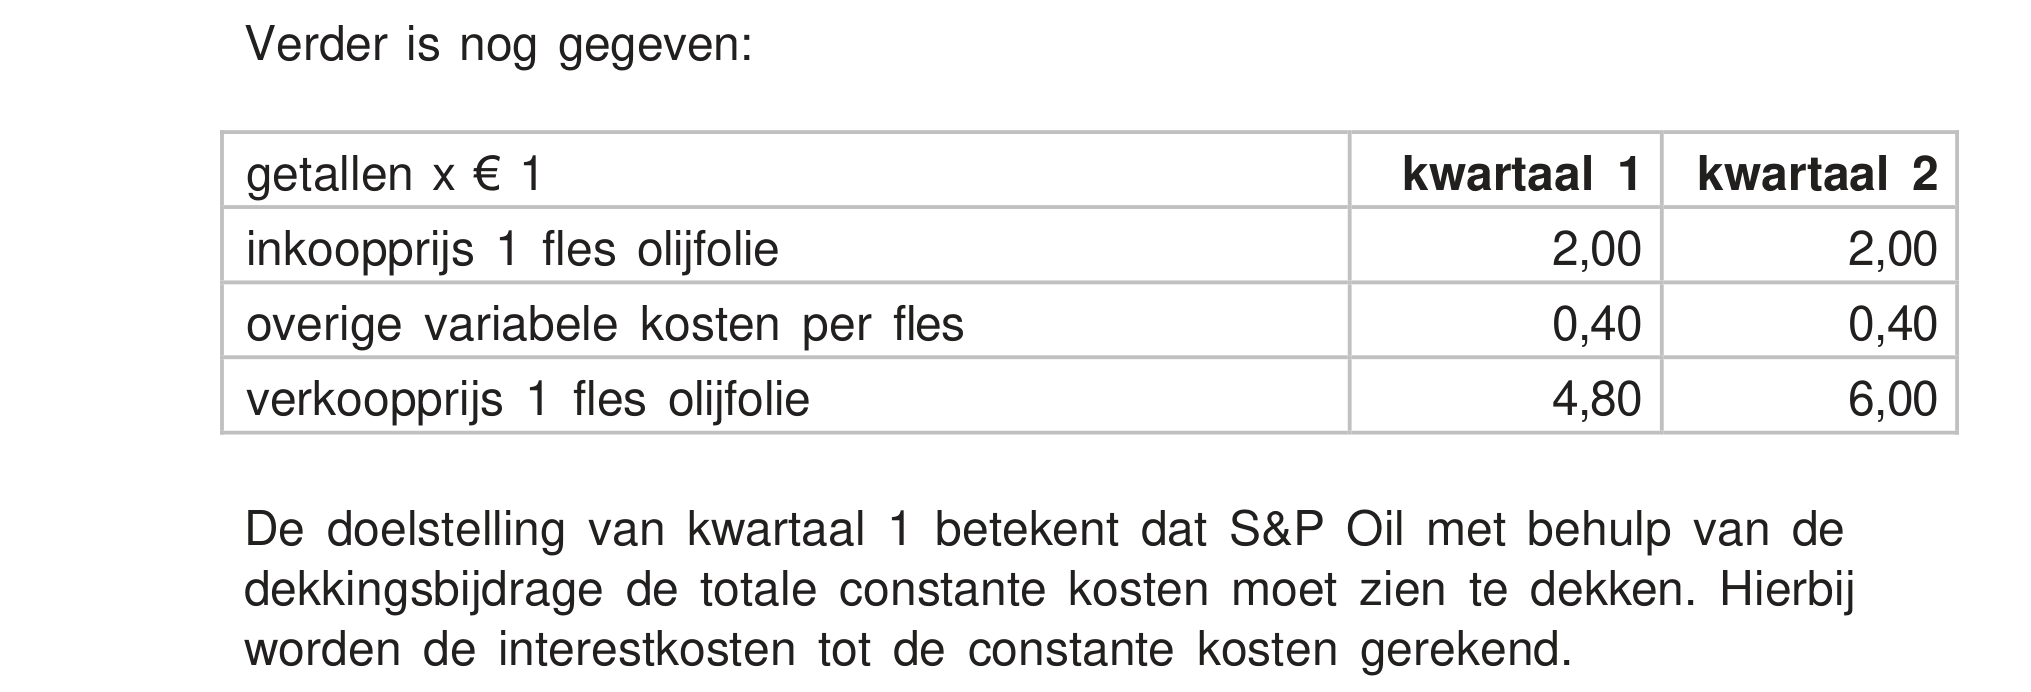 Verder is nog gegeven:
getallen x € 1 kwartaal 1 kwartaal 2
inkoopprijs 1 fles olijfolie 2,00 2,00
overige variabele kosten per fles 0,40 0,40
verkoopprijs 1 fles olijfolie 4,80 6,00
De doelstelling van kwartaal 1 betekent dat S&P Oil met behulp van de
dekkingsbijdrage de totale constante kosten moet zien te dekken. Hierbij
worden de interestkosten tot de constante kosten gerekend.